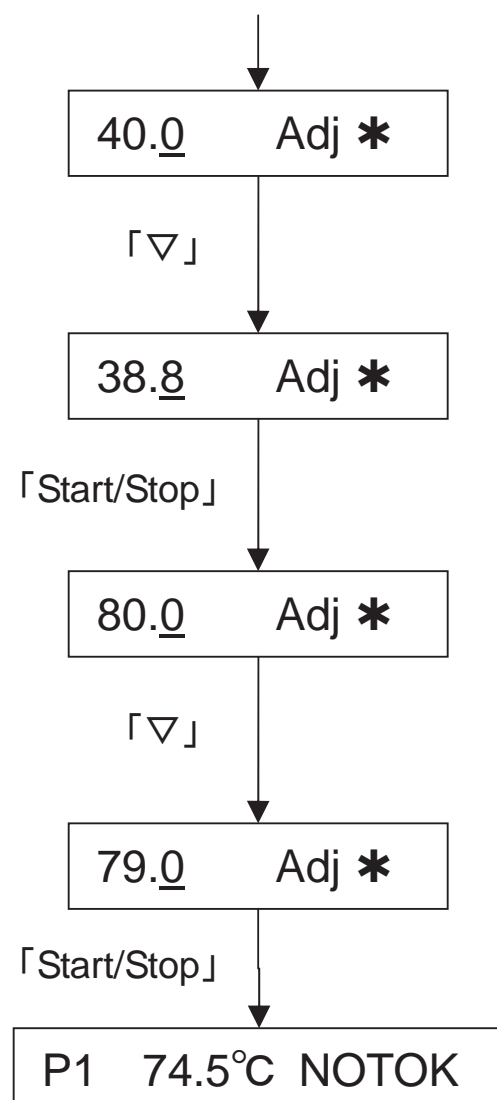 40.0 Adj ✱
「▽」
38.8 Adj ✱
「Start/Stop」
80.0 Adj ✱
「▽」
79.0 Adj ✱
「Start/Stop」
P1 74.5℃ NOTOK